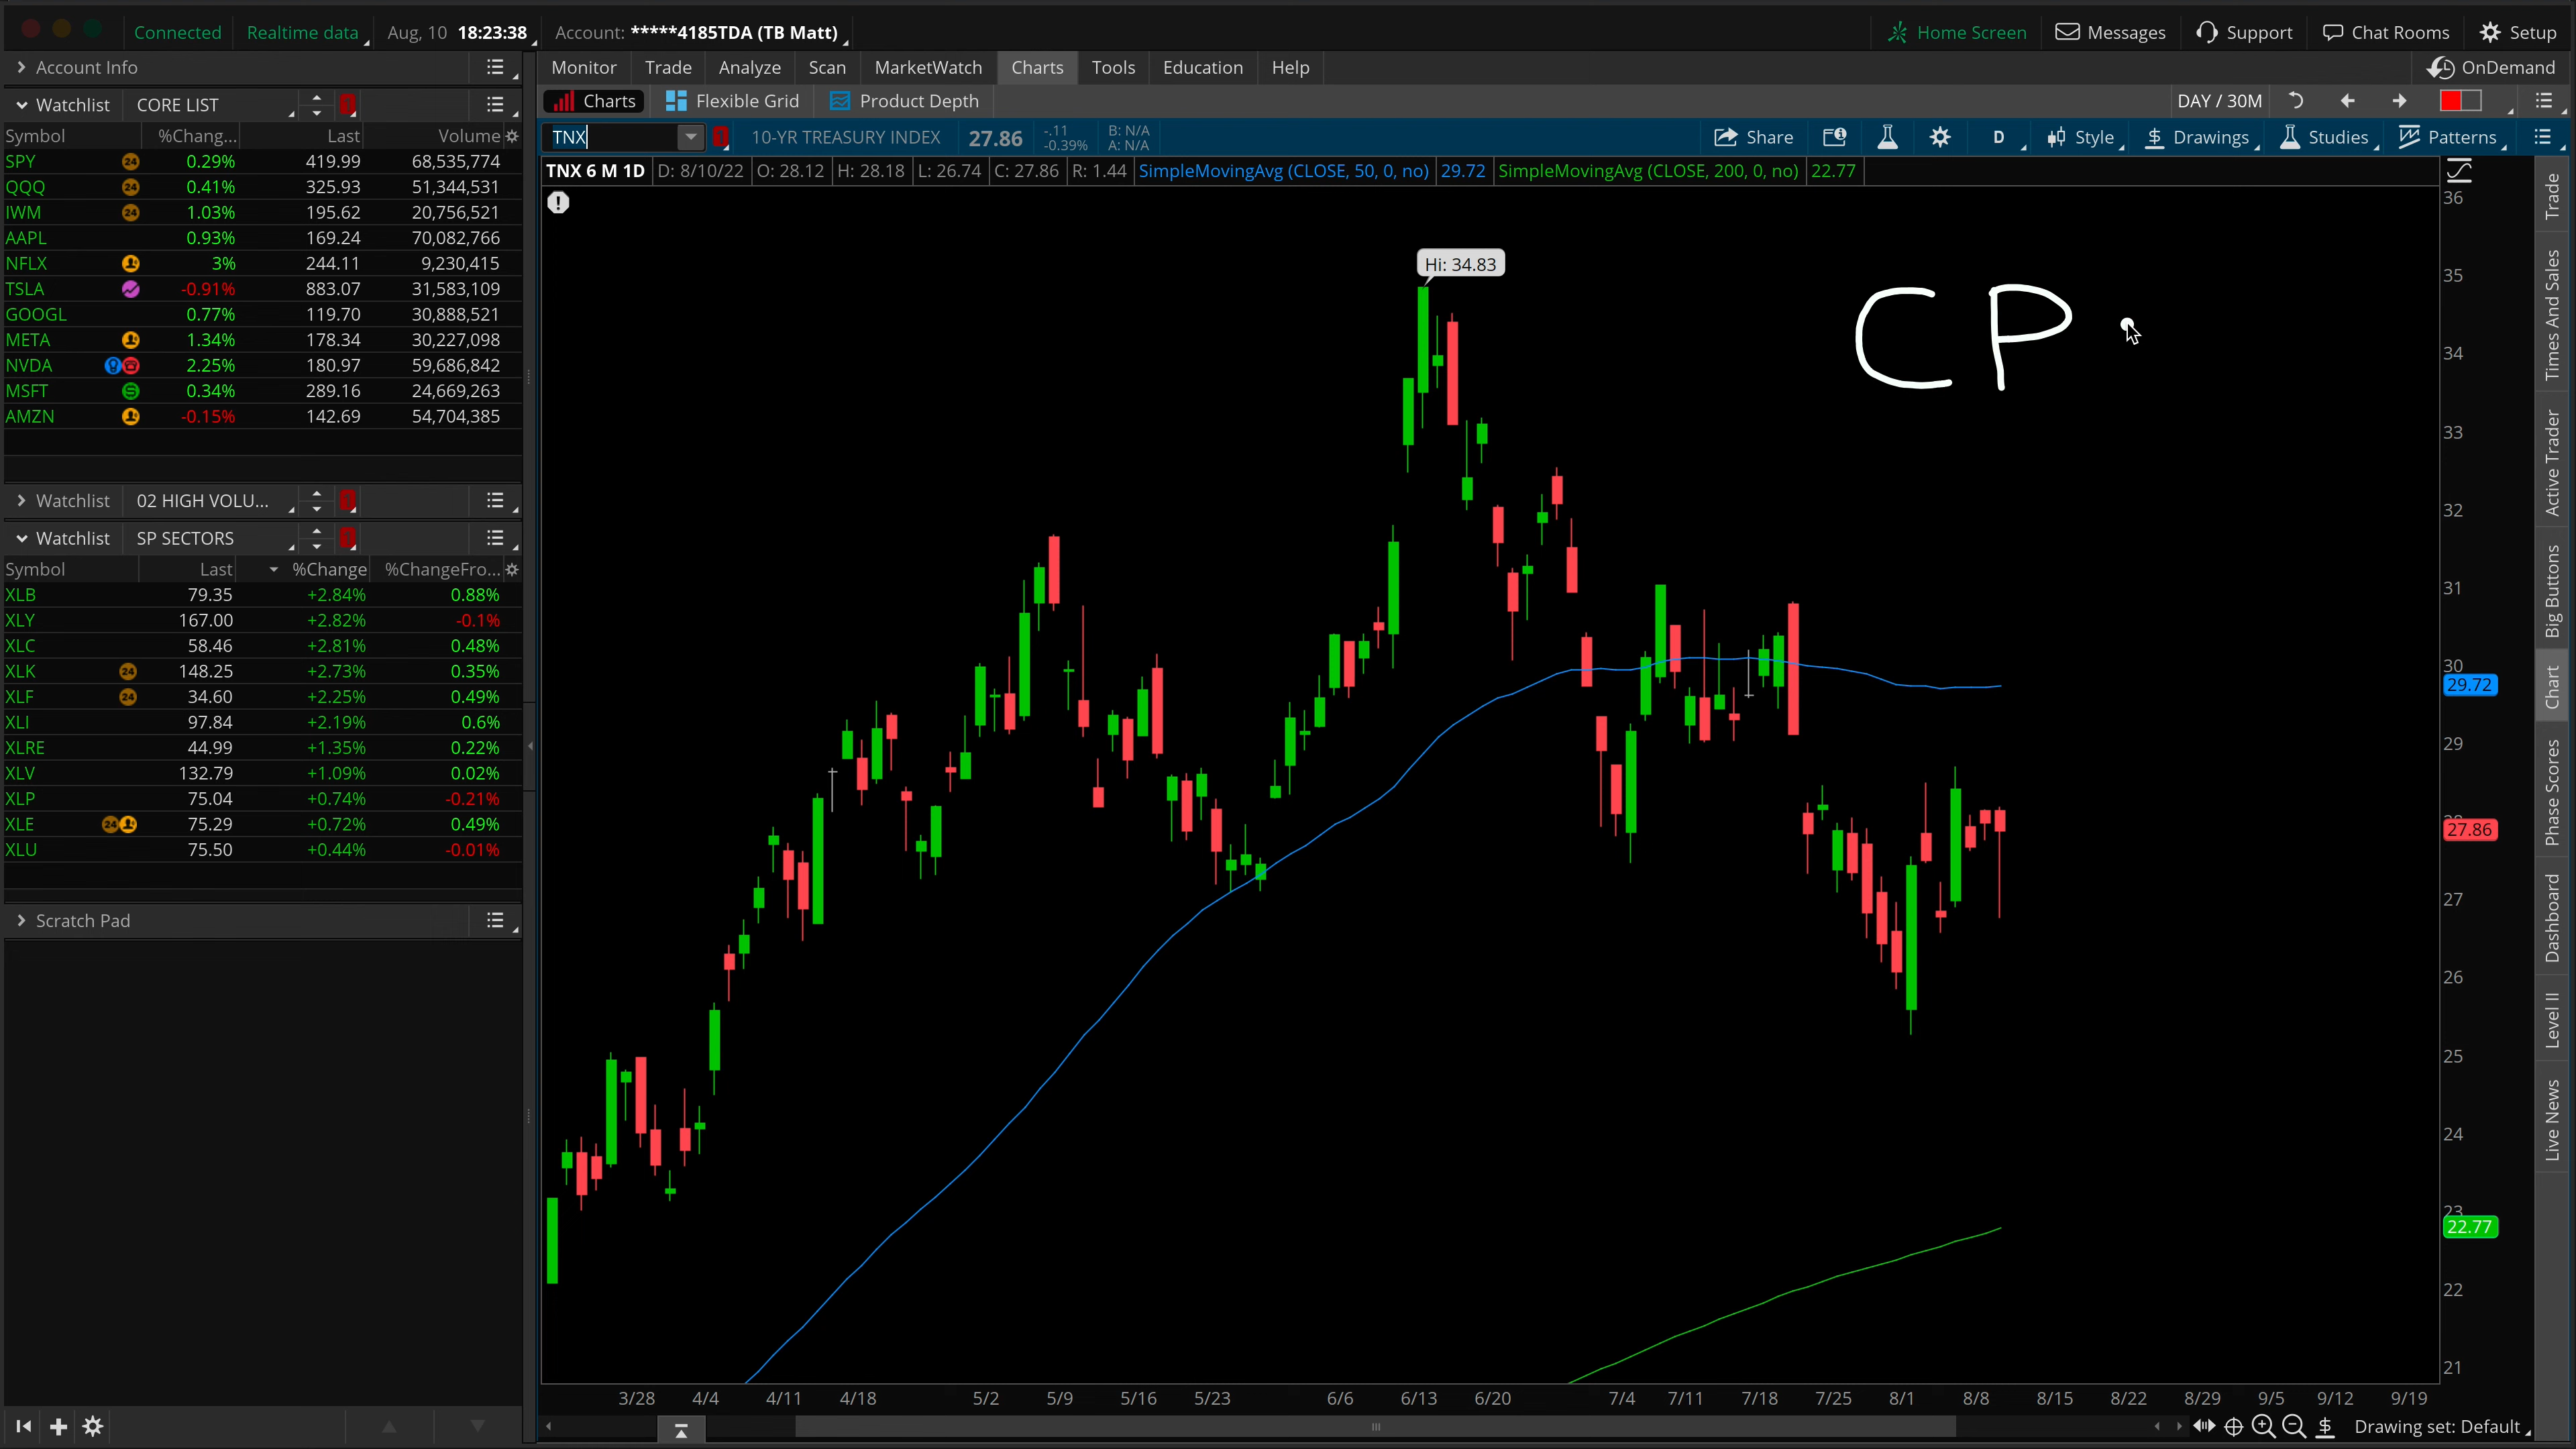 Connected Realtime data Aug, 10 18:23:38 Account: *****4185TDA (TB Matt) Home Screen Messages Support Chat Rooms Setup
Account Info
Monitor Trade Analyze Scan MarketWatch Charts Tools Education Help OnDemand
Watchlist CORE LIST
Charts Flexible Grid Product Depth DAY / 30M
Symbol %Chang... Last Volume
TNX 10-YR TREASURY INDEX 27.86 -.11 -0.39% B: N/A A: N/A Share D Style Drawings Studies Patterns
TNX 6 M 1D D: 8/10/22 O: 28.12 H: 28.18 L: 26.74 C: 27.86 R: 1.44 SimpleMovingAvg (CLOSE, 50, 0, no) 29.72 SimpleMovingAvg (CLOSE, 200, 0, no) 22.77
SPY 24 0.29% 419.99 68,535,774
QQQ 24 0.41% 325.93 51,344,531
IWM 24 1.03% 195.62 20,756,521
AAPL 0.93% 169.24 70,082,766
NFLX 3% 244.11 9,230,415
TSLA -0.91% 883.07 31,583,109
GOOGL 0.77% 119.70 30,888,521
META 1.34% 178.34 30,227,098
NVDA 2.25% 180.97 59,686,842
MSFT 0.34% 289.16 24,669,263
AMZN -0.15% 142.69 54,704,385
Watchlist 02 HIGH VOLU...
Watchlist SP SECTORS
Symbol Last %Change %ChangeFro...
XLB 79.35 +2.84% 0.88%
XLY 167.00 +2.82% -0.1%
XLC 58.46 +2.81% 0.48%
XLK 24 148.25 +2.73% 0.35%
XLF 24 34.60 +2.25% 0.49%
XLI 97.84 +2.19% 0.6%
XLRE 44.99 +1.35% 0.22%
XLV 132.79 +1.09% 0.02%
XLP 75.04 +0.74% -0.21%
XLE 24 75.29 +0.72% 0.49%
XLU 75.50 +0.44% -0.01%
Scratch Pad
Hi: 34.83
CP
36
35
34
33
32
31
30
29.72
29
27.86
27
26
25
24
23
22.77
22
21
3/28 4/4 4/11 4/18 5/2 5/9 5/16 5/23 6/6 6/13 6/20 7/4 7/11 7/18 7/25 8/1 8/8 8/15 8/22 8/29 9/5 9/12 9/19
Drawing set: Default
Trade
Times And Sales
Active Trader
Big Buttons
Chart
Phase Scores
Dashboard
Level II
Live News